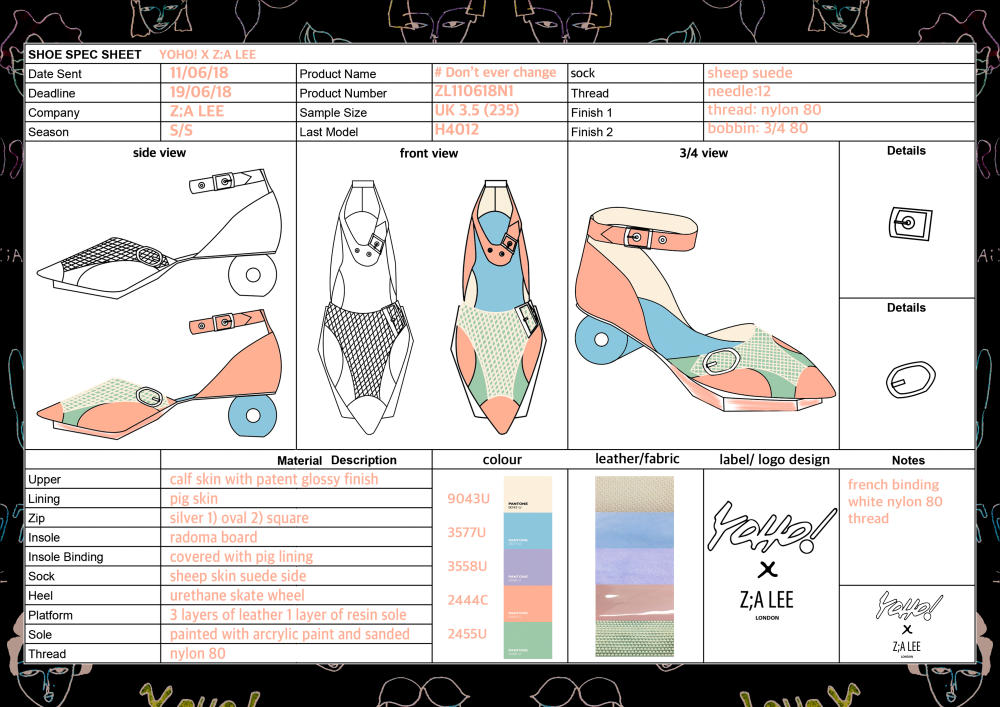 SHOE SPEC SHEET YOHO! X Z;A LEE
Date Sent 11/06/18 Product Name # Don't ever change sock sheep suede
Deadline 19/06/18 Product Number ZL110618N1 Thread needle:12
Company Z;A LEE Sample Size UK 3.5 (235) Finish 1 thread: nylon 80
Season S/S Last Model H4012 Finish 2 bobbin: 3/4 80
side view front view 3/4 view Details
Details
Material Description colour leather/fabric label/ logo design Notes
Upper calf skin with patent glossy finish
Lining pig skin
Zip silver 1) oval 2) square
Insole radoma board
Insole Binding covered with pig lining
Sock sheep skin suede side
Heel urethane skate wheel
Platform 3 layers of leather 1 layer of resin sole
Sole painted with arcrylic paint and sanded
Thread nylon 80
9043U
3577U
3558U
2444C
2455U
PANTONE
PANTONE
PANTONE
PANTONE
PANTONE
YOHO!
X
Z;A LEE
LONDON
french binding
white nylon 80
thread
YOHO!
X
Z;A LEE
LONDON